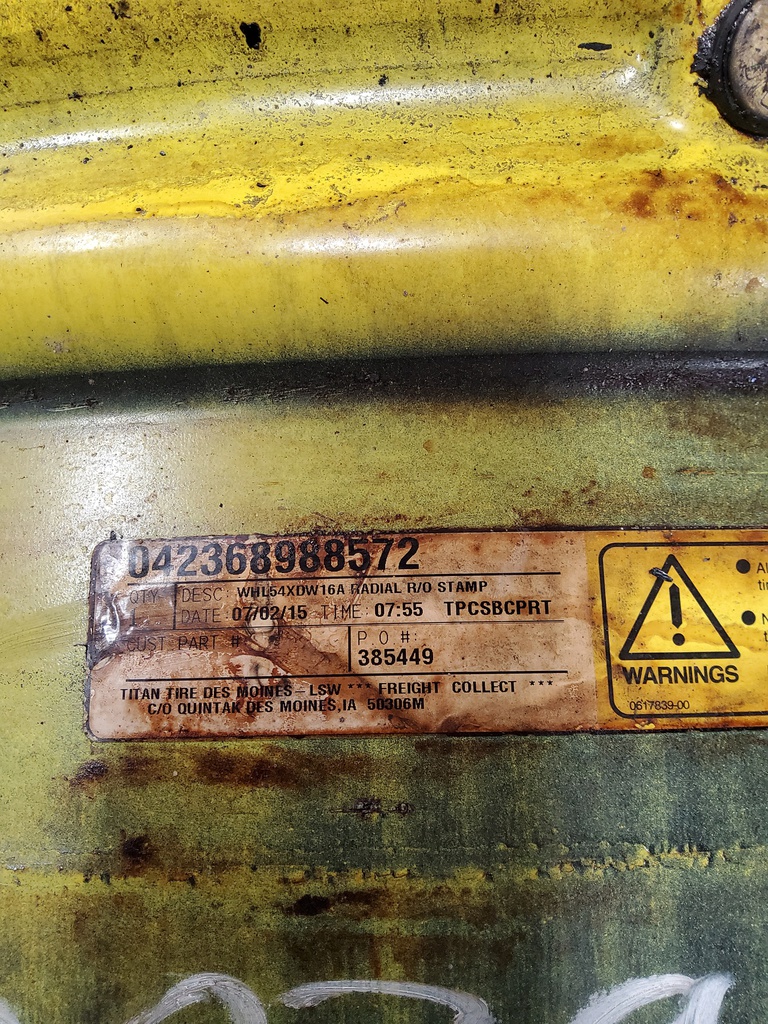 042368988572
QTY DESC: WHL54XDW16A RADIAL R/O STAMP
1 DATE: 07/02/15 TIME: 07:55 TPCSBCPRT
CUST PART #: P O #:
385449
TITAN TIRE DES MOINES - LSW *** FREIGHT COLLECT ***
C/O QUINTAK DES MOINES, IA 50306M
WARNINGS
0617839-00